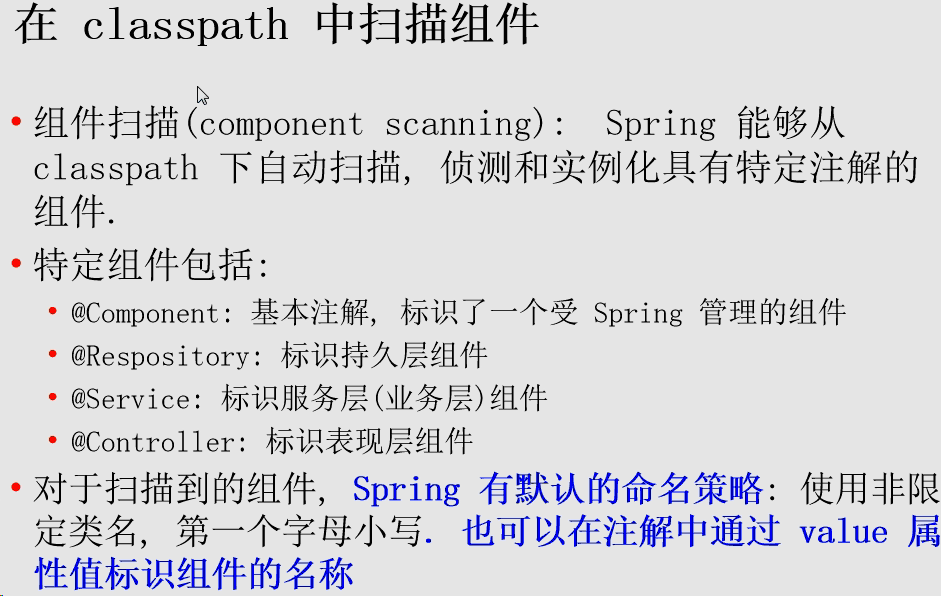 在 classpath 中扫描组件
• 组件扫描(component scanning): Spring 能够从
classpath 下自动扫描, 侦测和实例化具有特定注解的
组件.
• 特定组件包括:
• @Component: 基本注解, 标识了一个受 Spring 管理的组件
• @Respository: 标识持久层组件
• @Service: 标识服务层(业务层)组件
• @Controller: 标识表现层组件
• 对于扫描到的组件, Spring 有默认的命名策略: 使用非限
定类名, 第一个字母小写. 也可以在注解中通过 value 属
性值标识组件的名称